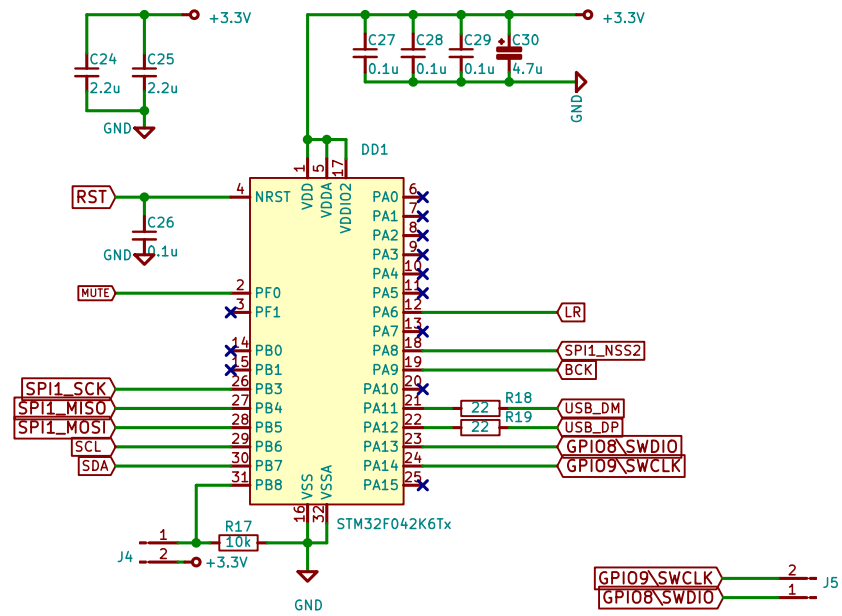 +3.3V
+3.3V
C24
2.2u
C25
2.2u
GND
C27
0.1u
C28
0.1u
C29
0.1u
C30
4.7u
GND
DD1
1
5
17
VDD
VDDA
VDDIO2
RST
4
NRST
C26
0.1u
GND
MUTE
2
PF0
3
PF1
14
PB0
15
PB1
SPI1_SCK
26
PB3
SPI1_MISO
27
PB4
SPI1_MOSI
28
PB5
SCL
29
PB6
SDA
30
PB7
31
PB8
PA0
6
PA1
7
PA2
8
PA3
9
PA4
10
PA5
11
PA6
12
LR
PA7
13
PA8
18
SPI1_NSS2
PA9
19
BCK
PA10
20
PA11
21
22
R18
USB_DM
PA12
22
22
R19
USB_DP
PA13
23
GPIO8\SWDIO
PA14
24
GPIO9\SWCLK
PA15
25
VSS
VSSA
16
32
STM32F042K6Tx
J4
1
2
R17
10k
+3.3V
GND
GPIO9\SWCLK
2
GPIO8\SWDIO
1
J5